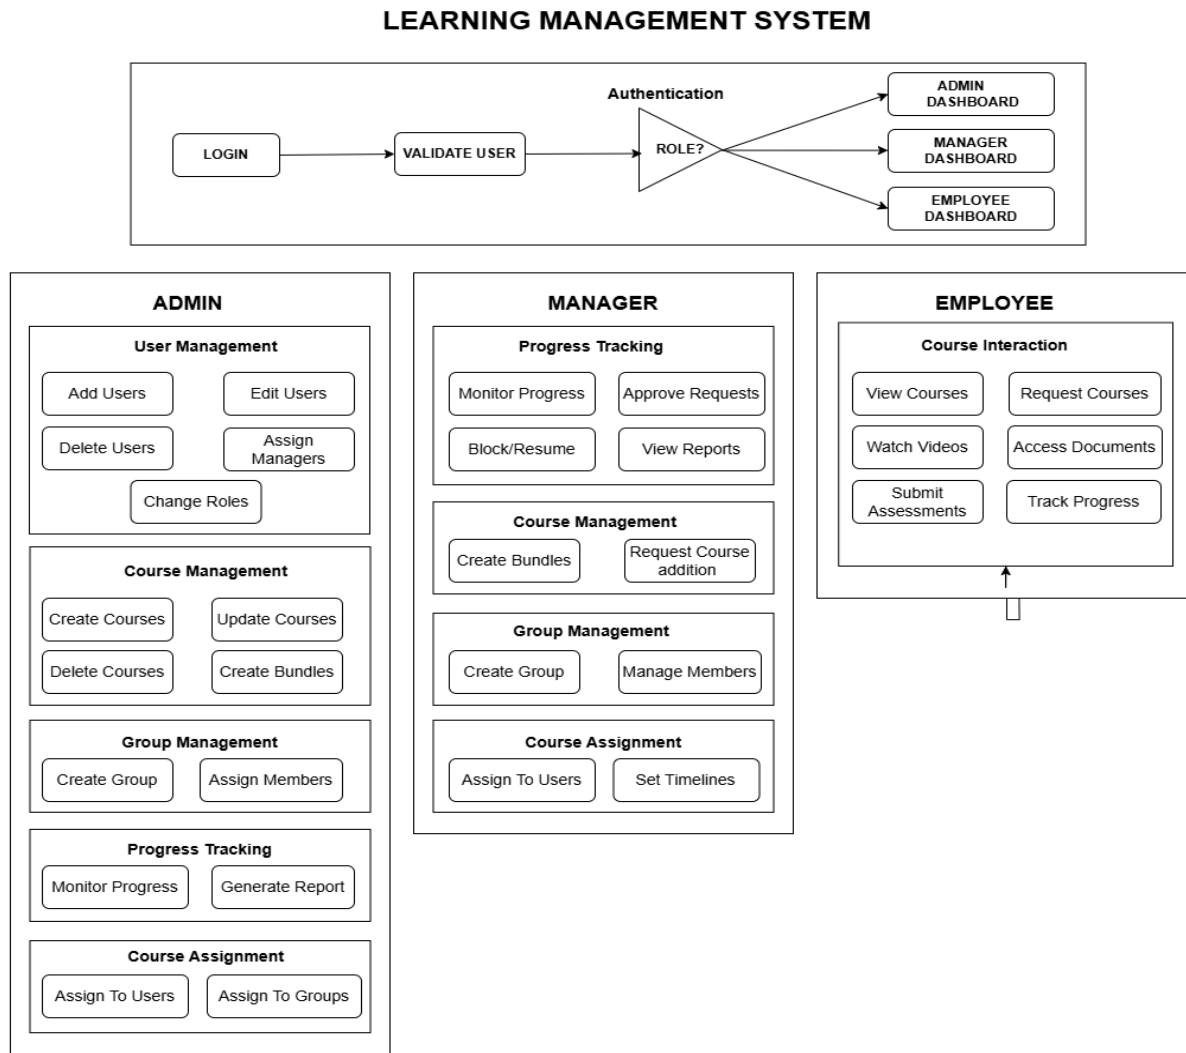 LEARNING MANAGEMENT SYSTEM
Authentication
LOGIN
VALIDATE USER
ROLE?
ADMIN
DASHBOARD
MANAGER
DASHBOARD
EMPLOYEE
DASHBOARD
ADMIN
User Management
Add Users
Edit Users
Delete Users
Assign
Managers
Change Roles
Course Management
Create Courses
Update Courses
Delete Courses
Create Bundles
Group Management
Create Group
Assign Members
Progress Tracking
Monitor Progress
Generate Report
Course Assignment
Assign To Users
Assign To Groups
MANAGER
Progress Tracking
Monitor Progress
Approve Requests
Block/Resume
View Reports
Course Management
Create Bundles
Request Course
addition
Group Management
Create Group
Manage Members
Course Assignment
Assign To Users
Set Timelines
EMPLOYEE
Course Interaction
View Courses
Request Courses
Watch Videos
Access Documents
Submit
Assessments
Track Progress